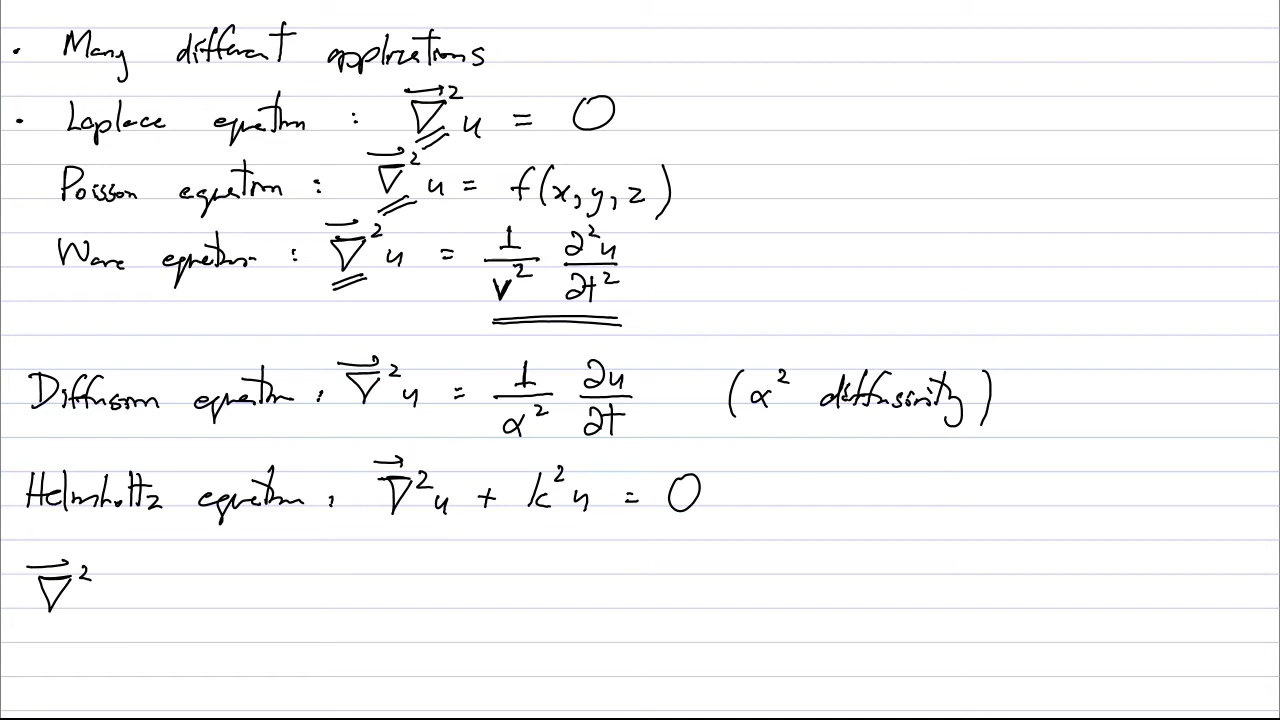 · Many different applications
· Laplace equation : ∇⃗²u = 0
Poisson equation : ∇⃗²u = f(x,y,z)
Wave equation : ∇⃗²u = 1/v² ∂²u/∂t²
Diffusion equation : ∇⃗²u = 1/α² ∂u/∂t (α² diffusivity)
Helmholtz equation : ∇⃗²u + k²u = 0
∇⃗²